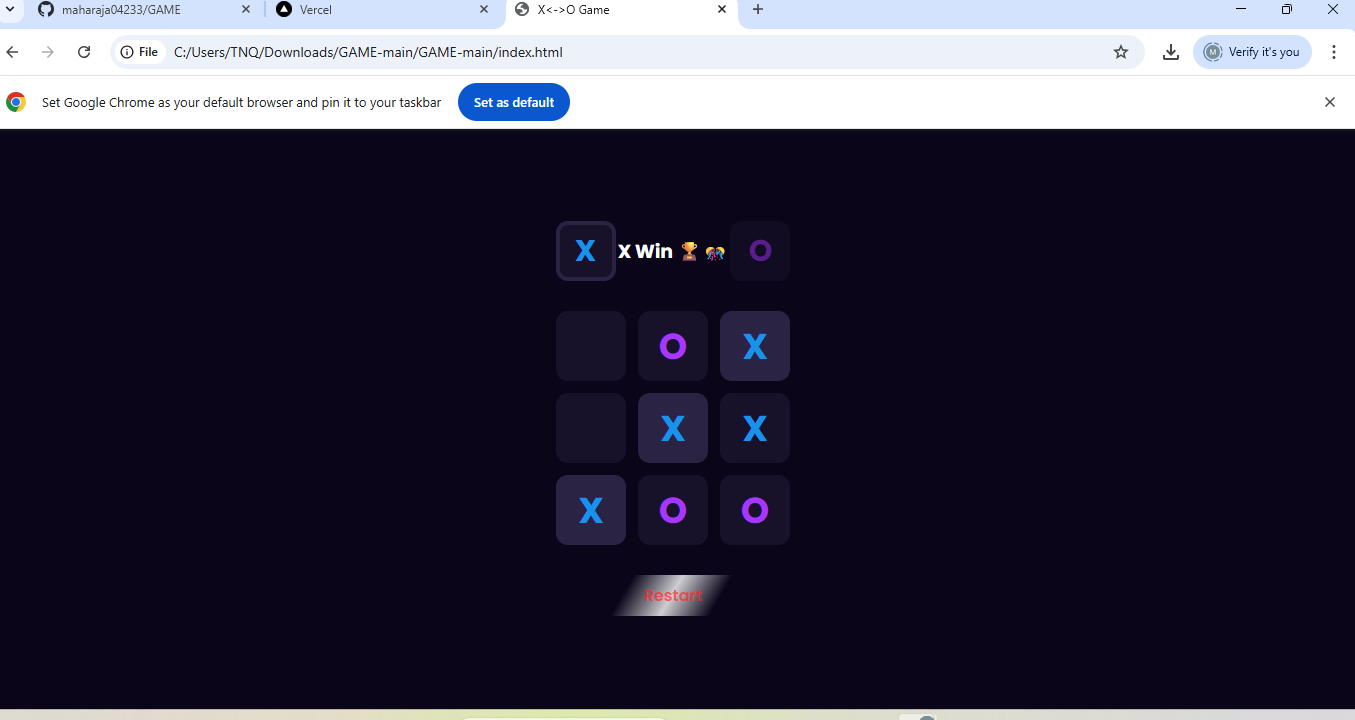 maharaja04233/GAME
Vercel
X<->O Game
File
C:/Users/TNQ/Downloads/GAME-main/GAME-main/index.html
M
Verify it's you
Set Google Chrome as your default browser and pin it to your taskbar
Set as default
X
X Win 🏆 🎊
O
O X
X X
X O O
Restart